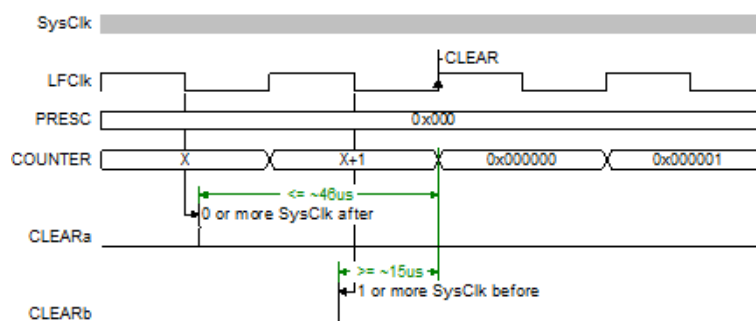 SysClk
CLEAR
LFClk
PRESC
0x000
COUNTER
X
X+1
0x000000
0x000001
<= ~46us
0 or more SysClk after
CLEARa
>= ~15us
1 or more SysClk before
CLEARb